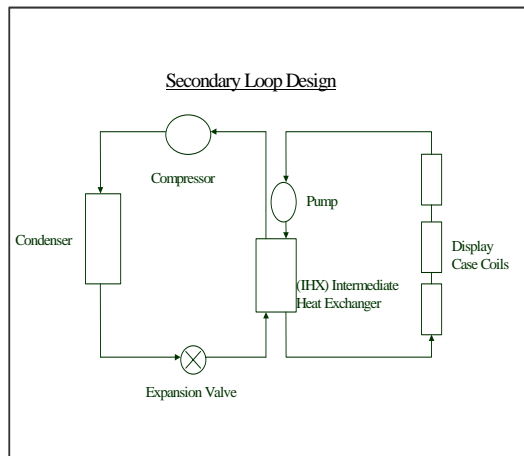 Secondary Loop Design
Compressor
Pump
Condenser
Display
Case Coils
(IHX) Intermediate
Heat Exchanger
Expansion Valve